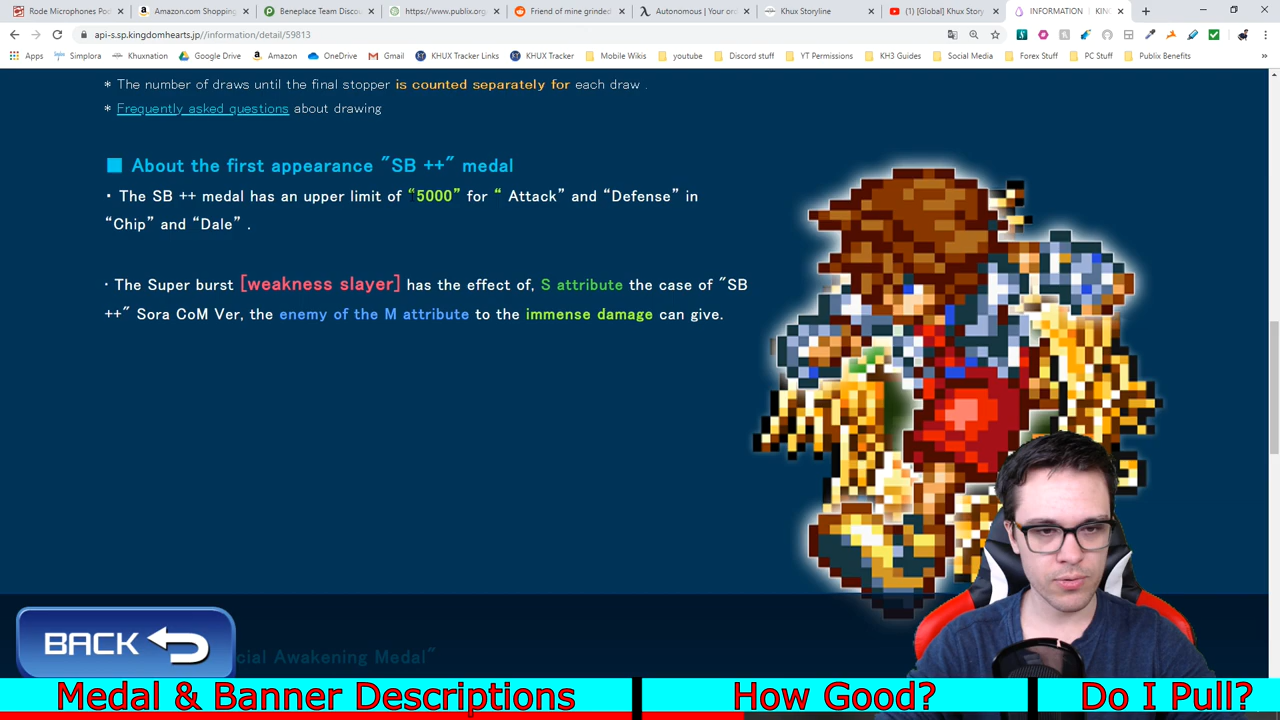 Rode Microphones Pod
Amazon.com Shopping
Beneplace Team Discou
https://www.publix.org
Friend of mine grinded
Autonomous | Your or
Khux Storyline
(1) [Global] Khux Story
INFORMATION | KING
api-s.sp.kingdomhearts.jp/information/detail/59813
Apps
Simplora
Khuxnation
Google Drive
Amazon
OneDrive
Gmail
KHUX Tracker Links
KHUX Tracker
Mobile Wikis
youtube
Discord stuff
YT Permissions
KH3 Guides
Social Media
Forex Stuff
PC Stuff
Publix Benefits
* The number of draws until the final stopper is counted separately for each draw .
* Frequently asked questions about drawing
■ About the first appearance "SB ++" medal
・ The SB ++ medal has an upper limit of “5000” for “ Attack” and “Defense” in
“Chip” and “Dale” .
・ The Super burst [weakness slayer] has the effect of, S attribute the case of "SB
++" Sora CoM Ver, the enemy of the M attribute to the immense damage can give.
BACK
cial Awakening Medal"
Medal & Banner Descriptions
How Good?
Do I Pull?